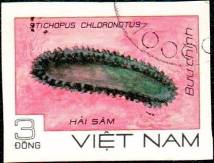 STICHOPUS CHLORONOTUS
Bưu chính
HẢI SÂM
3
ĐỒNG
VIỆT NAM